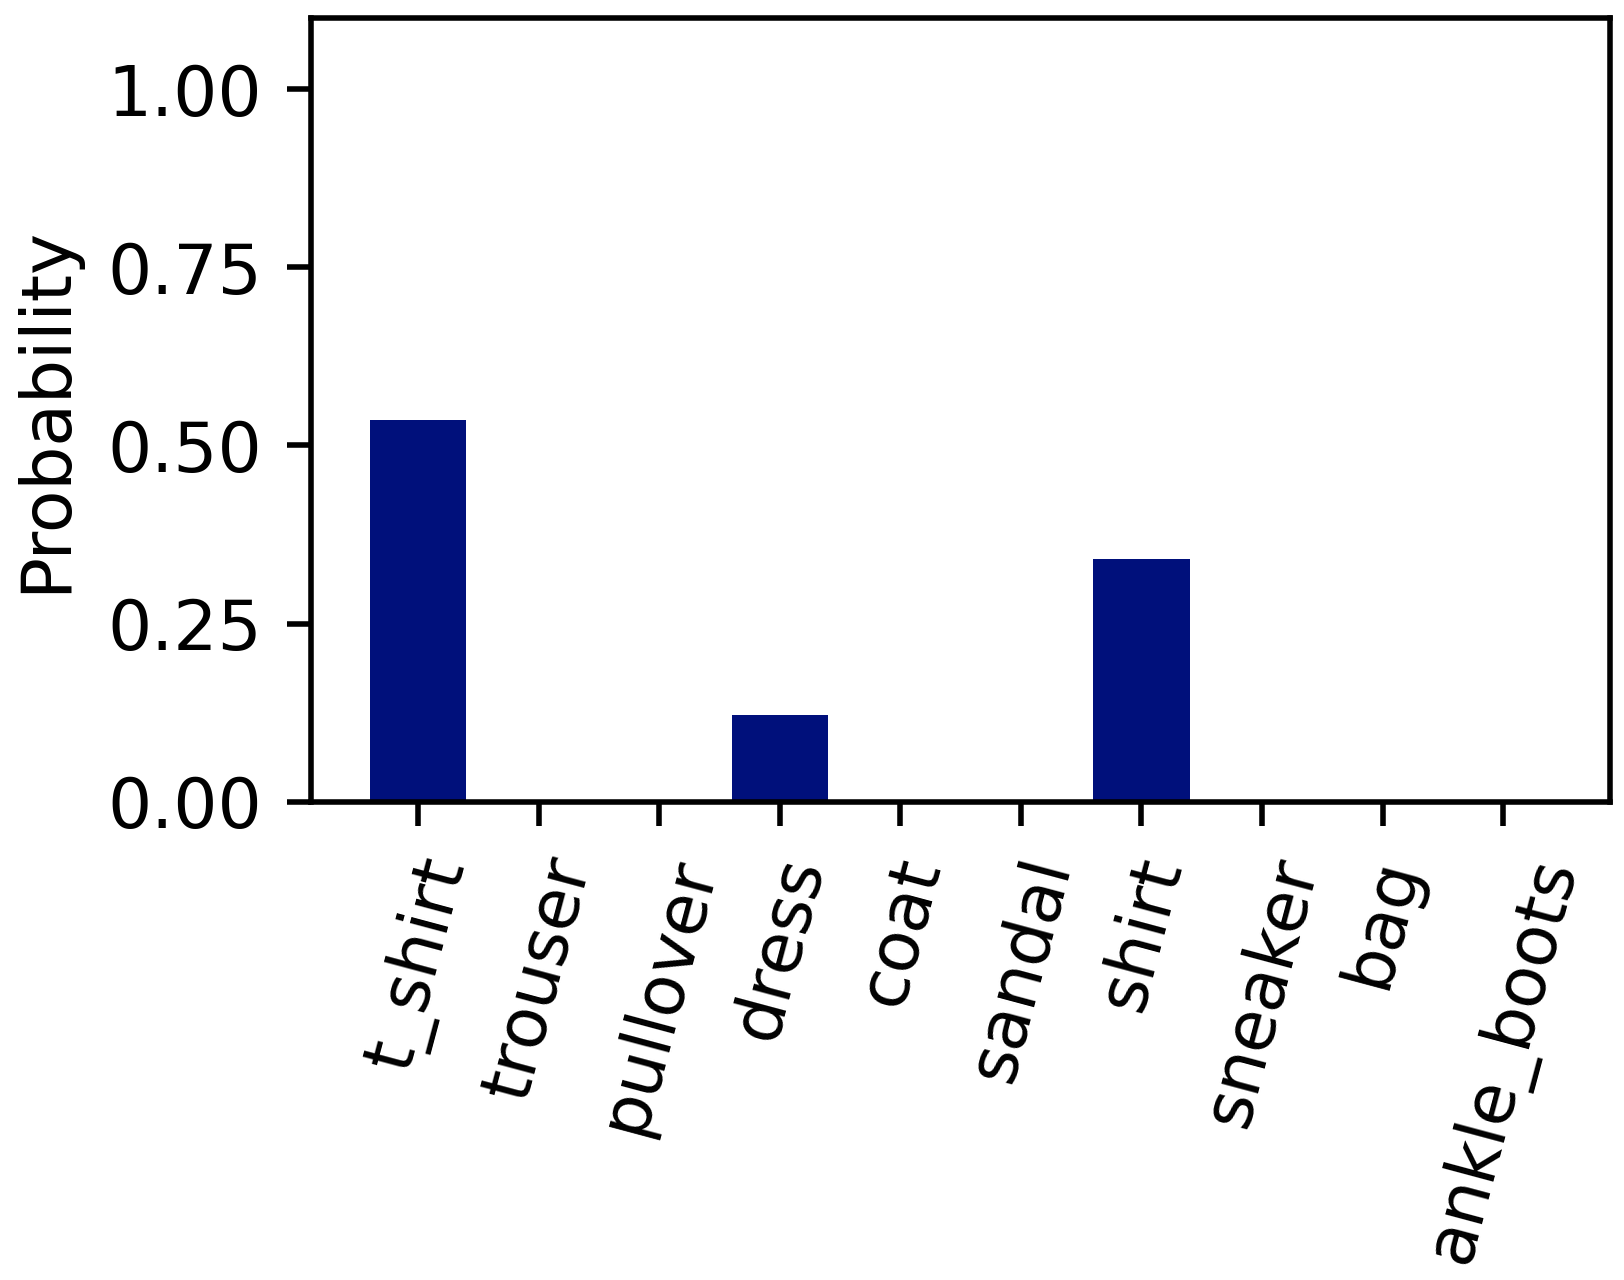 Probability
1.00
0.75
0.50
0.25
0.00
t_shirt
trouser
pullover
dress
coat
sandal
shirt
sneaker
bag
ankle_boots